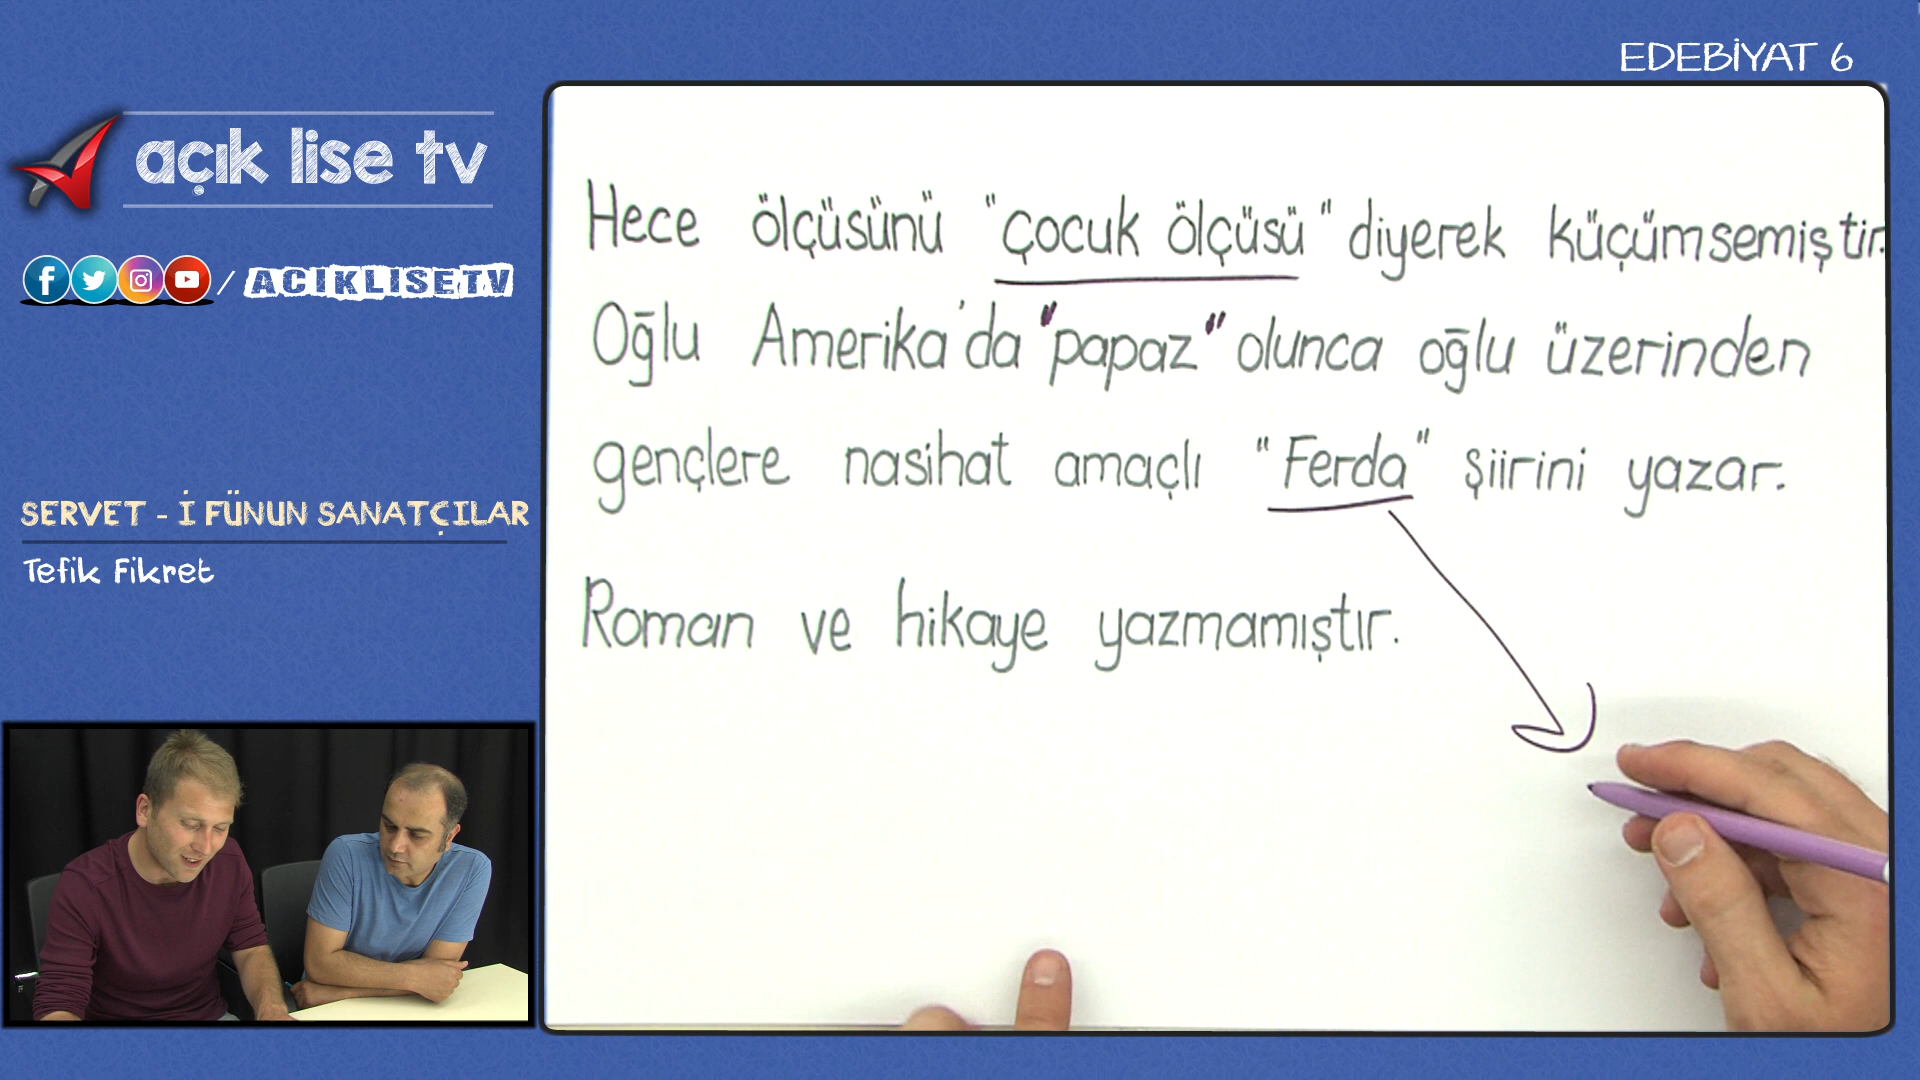 EDEBİYAT 6
açık lise tv
/ ACIKLISETV
SERVET - İ FÜNUN SANATÇILAR
Tefik Fikret
Hece ölçüsünü "çocuk ölçüsü" diyerek küçümsemiştir.
Oğlu Amerika'da "papaz" olunca oğlu üzerinden
gençlere nasihat amaçlı "Ferda" şiirini yazar.
Roman ve hikaye yazmamıştır.